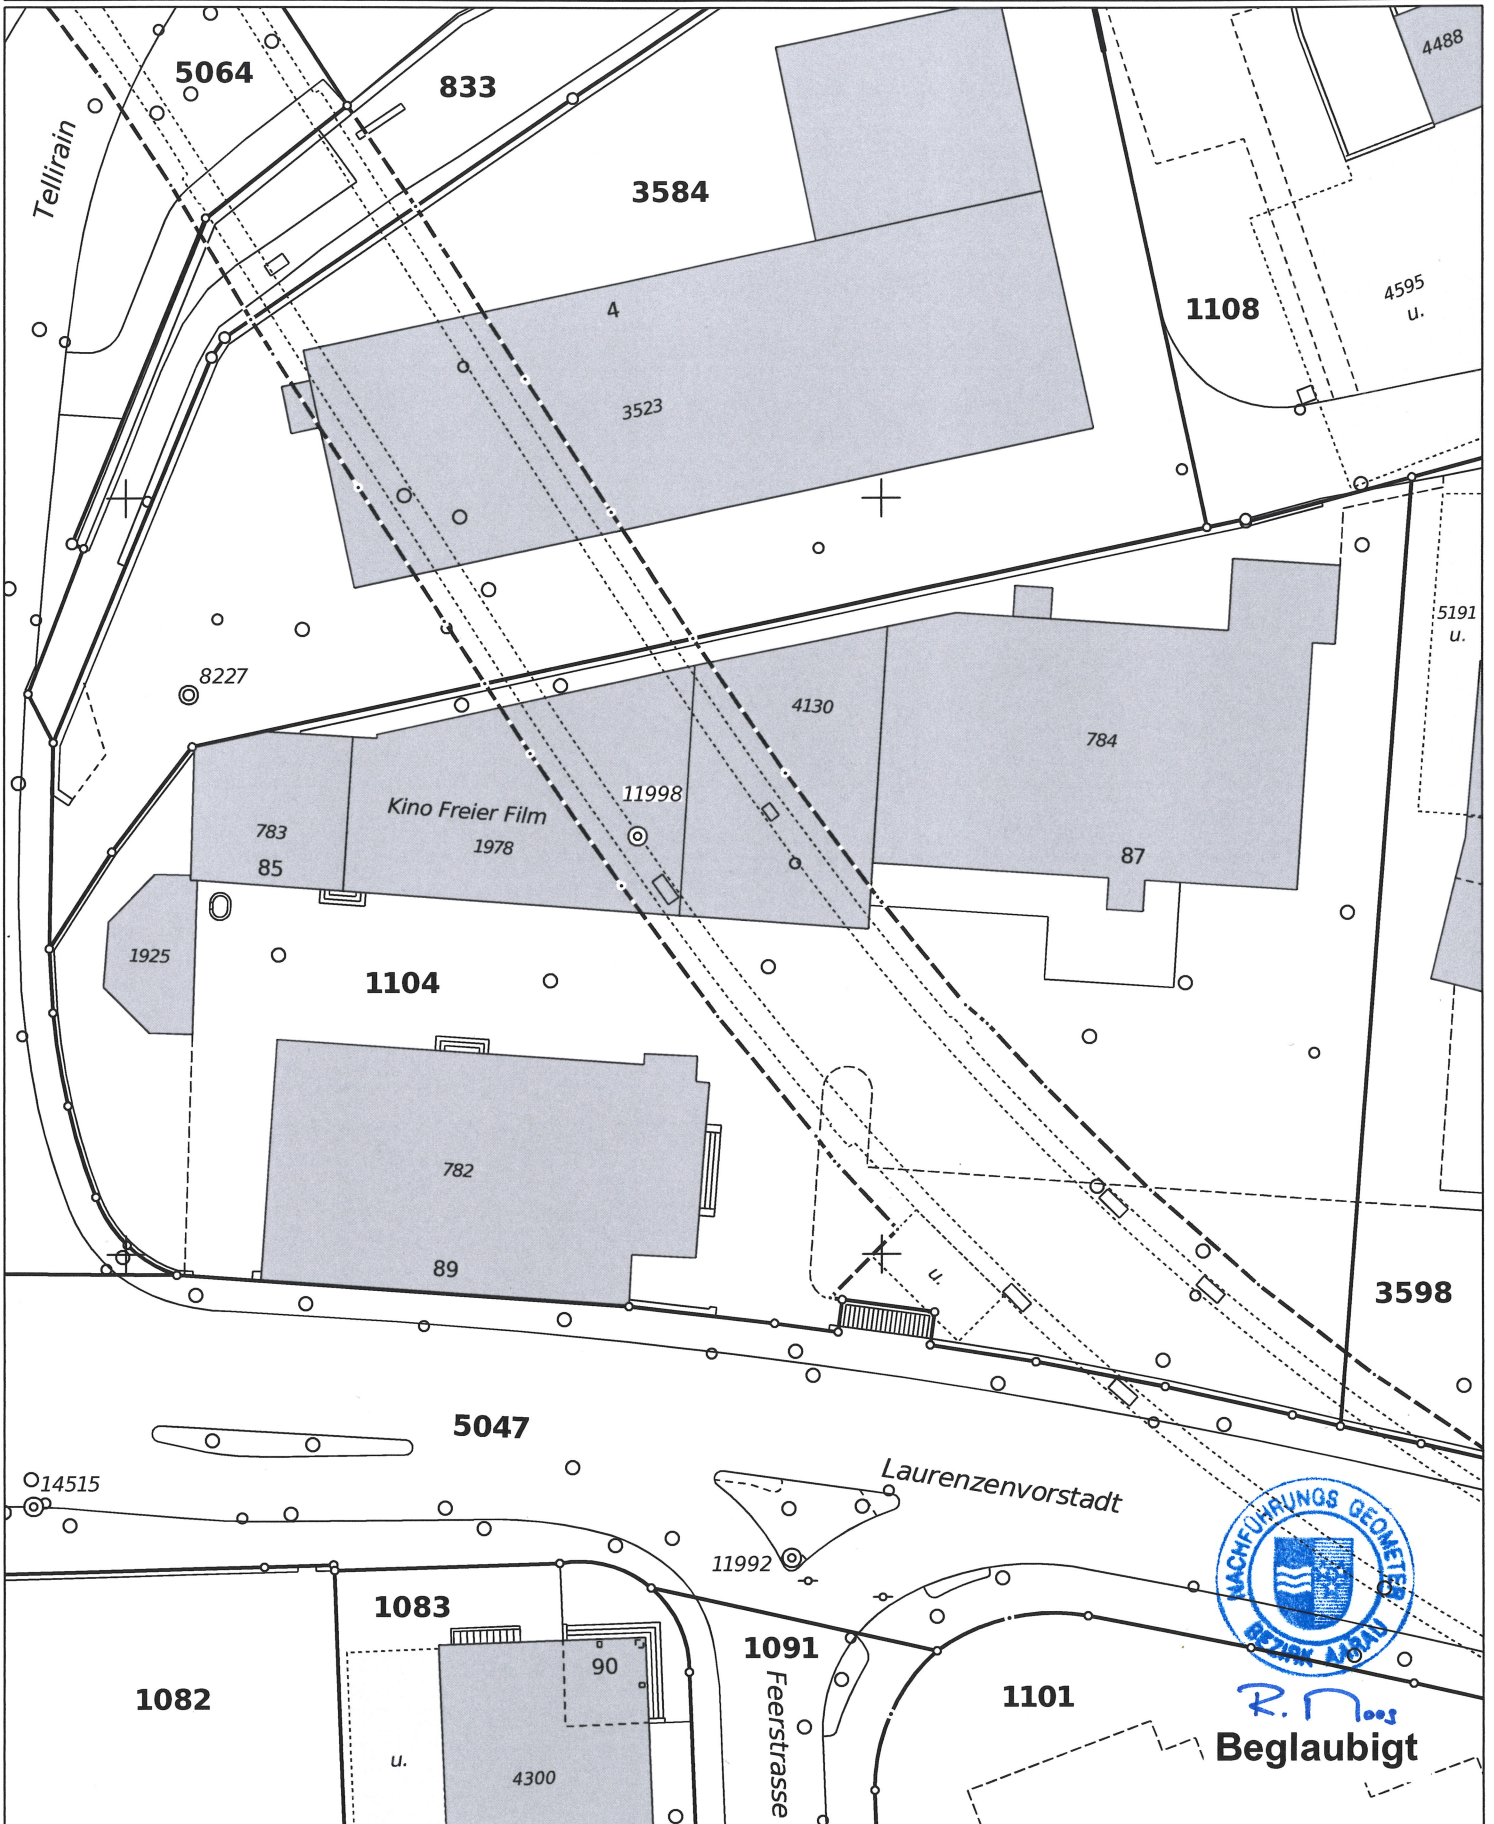 4488
5064
833
Tellirain
3584
4595
u.
1108
4
3523
5191
u.
8227
4130
784
11998
Kino Freier Film
783
1978
85
87
1925
1104
782
u.
89
3598
5047
Laurenzenvorstadt
14515
NACHFÜHRUNGS GEOMETER
BEZIRK AARAU
11992
1083
1091
90
1082
Feerstrasse
1101
R. Moos
Beglaubigt
u.
4300